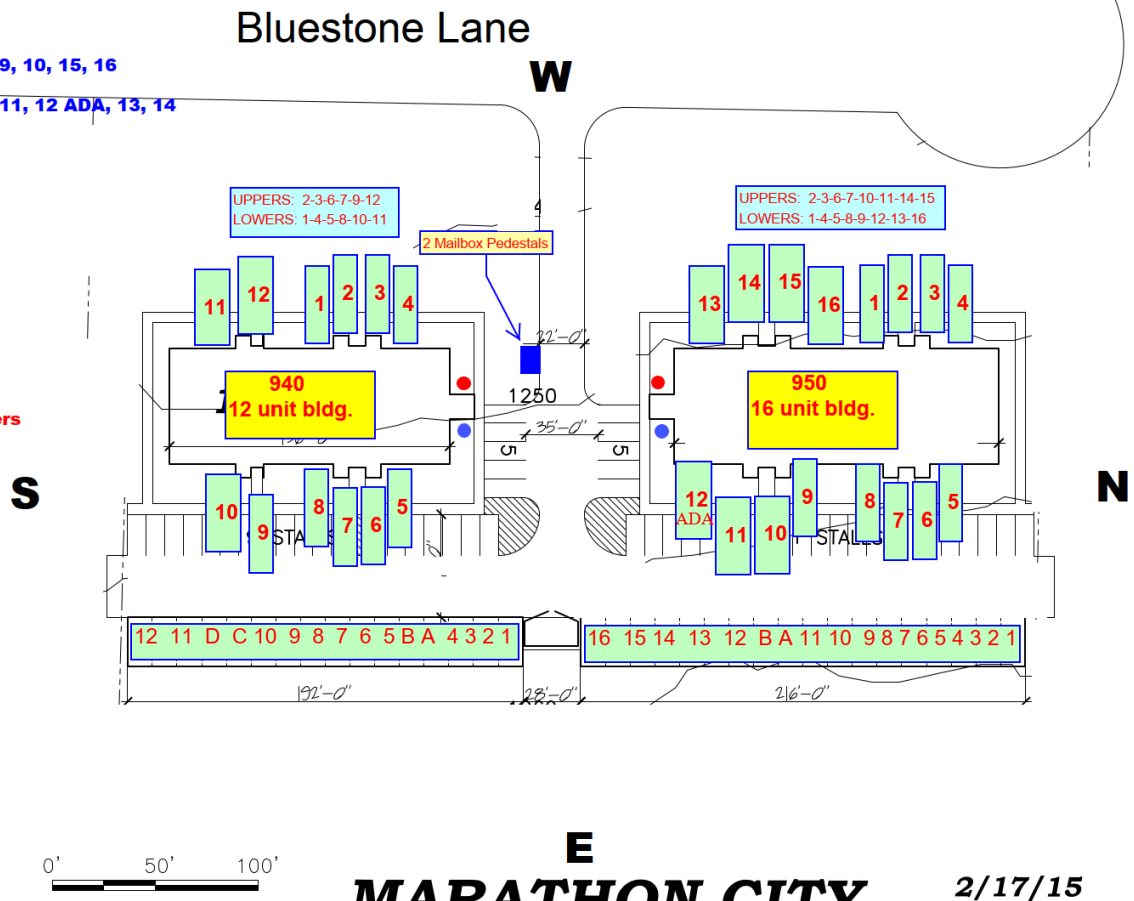 Bluestone Lane
W
9, 10, 15, 16
11, 12 ADA, 13, 14
UPPERS: 2-3-6-7-9-12
LOWERS: 1-4-5-8-10-11
UPPERS: 2-3-6-7-10-11-14-15
LOWERS: 1-4-5-8-9-12-13-16
4
2 Mailbox Pedestals
11 12 1 2 3 4
13 14 15 16 1 2 3 4
22'-0"
940
12 unit bldg.
950
16 unit bldg.
1250
35'-0"
5 5
S
N
10 9 8 7 6 5
12 ADA 11 10 9 8 7 6 5
STALLS
12 11 D C 10 9 8 7 6 5 B A 4 3 2 1
16 15 14 13 12 B A 11 10 9 8 7 6 5 4 3 2 1
192'-0" 28'-0" 216'-0"
E
0' 50' 100'
MARATHON CITY
2/17/15